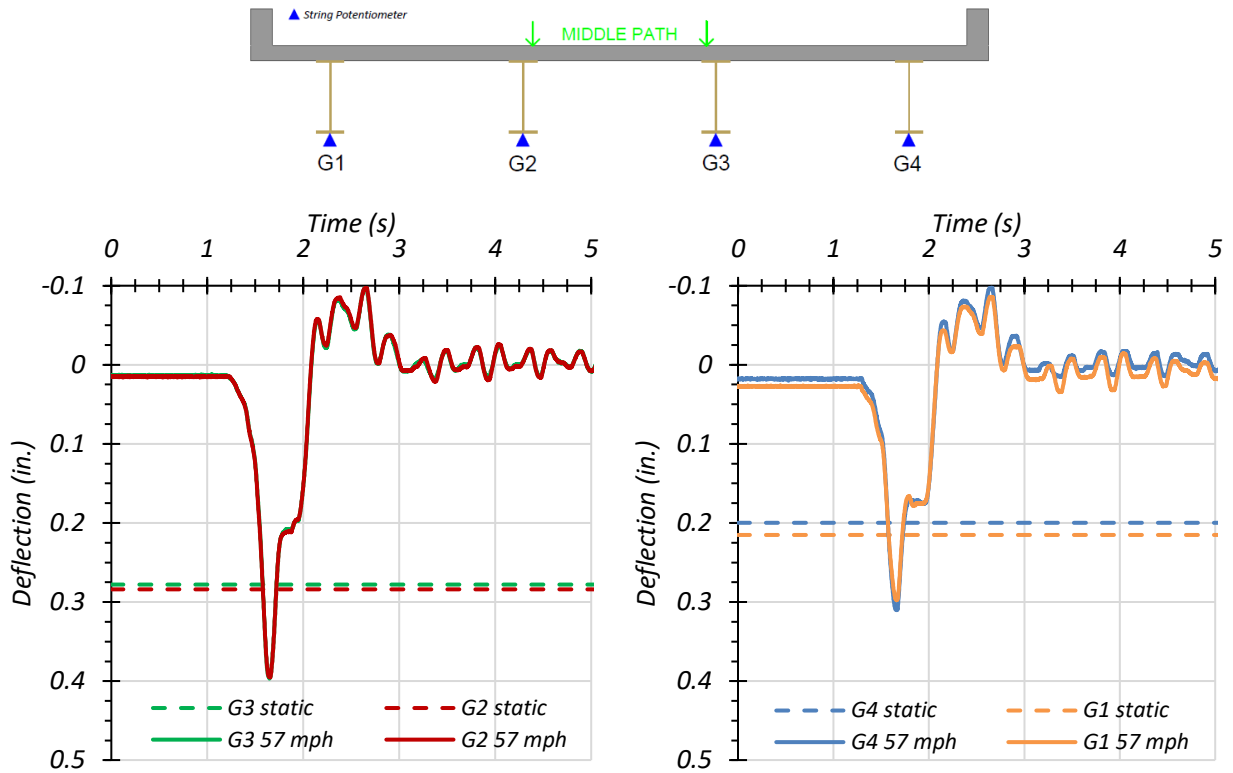 String Potentiometer
MIDDLE PATH
G1 G2 G3 G4
Time (s)
0 1 2 3 4 5
-0.1
0
0.1
0.2
0.3
0.4
0.5
Deflection (in.)
G3 static G2 static
G3 57 mph G2 57 mph
Time (s)
0 1 2 3 4 5
-0.1
0
0.1
0.2
0.3
0.4
0.5
Deflection (in.)
G4 static G1 static
G4 57 mph G1 57 mph